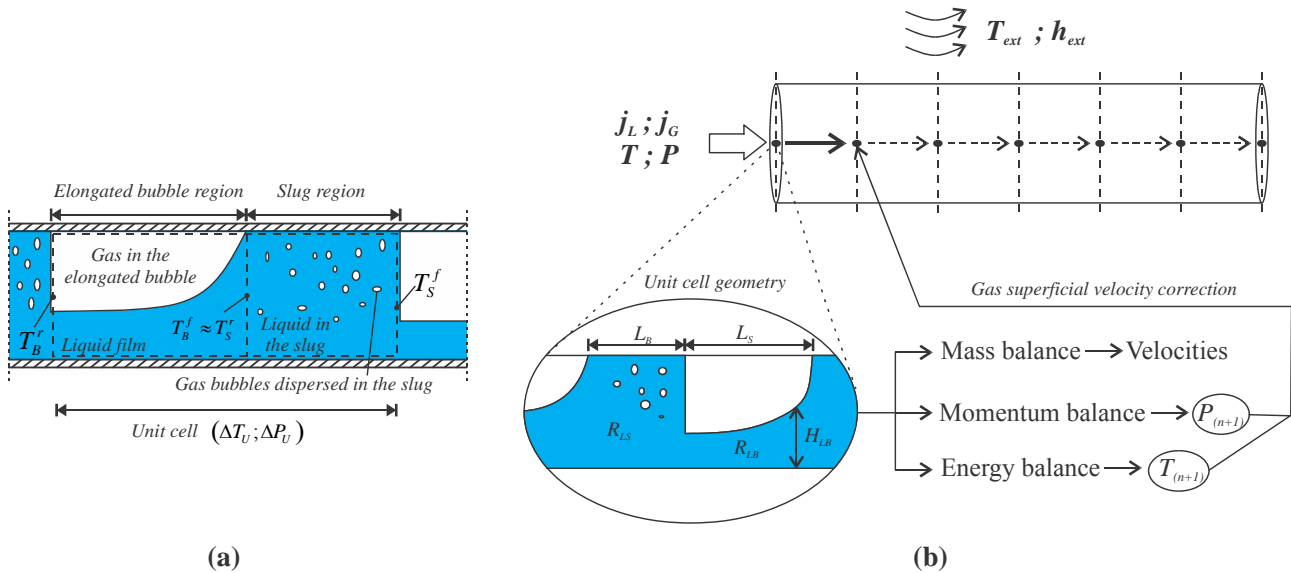 T_ext ; h_ext
j_L ; j_G
T ; P
Elongated bubble region
Slug region
Gas in the
elongated bubble
T_S^f
T_B^r
T_B^f ≈ T_S^r
Liquid film
Liquid in
the slug
Gas bubbles dispersed in the slug
Unit cell (ΔT_U ; ΔP_U)
(a)
Unit cell geometry
L_B
L_S
R_LS
R_LB
H_LB
Gas superficial velocity correction
Mass balance
Velocities
Momentum balance
P_(n+1)
Energy balance
T_(n+1)
(b)